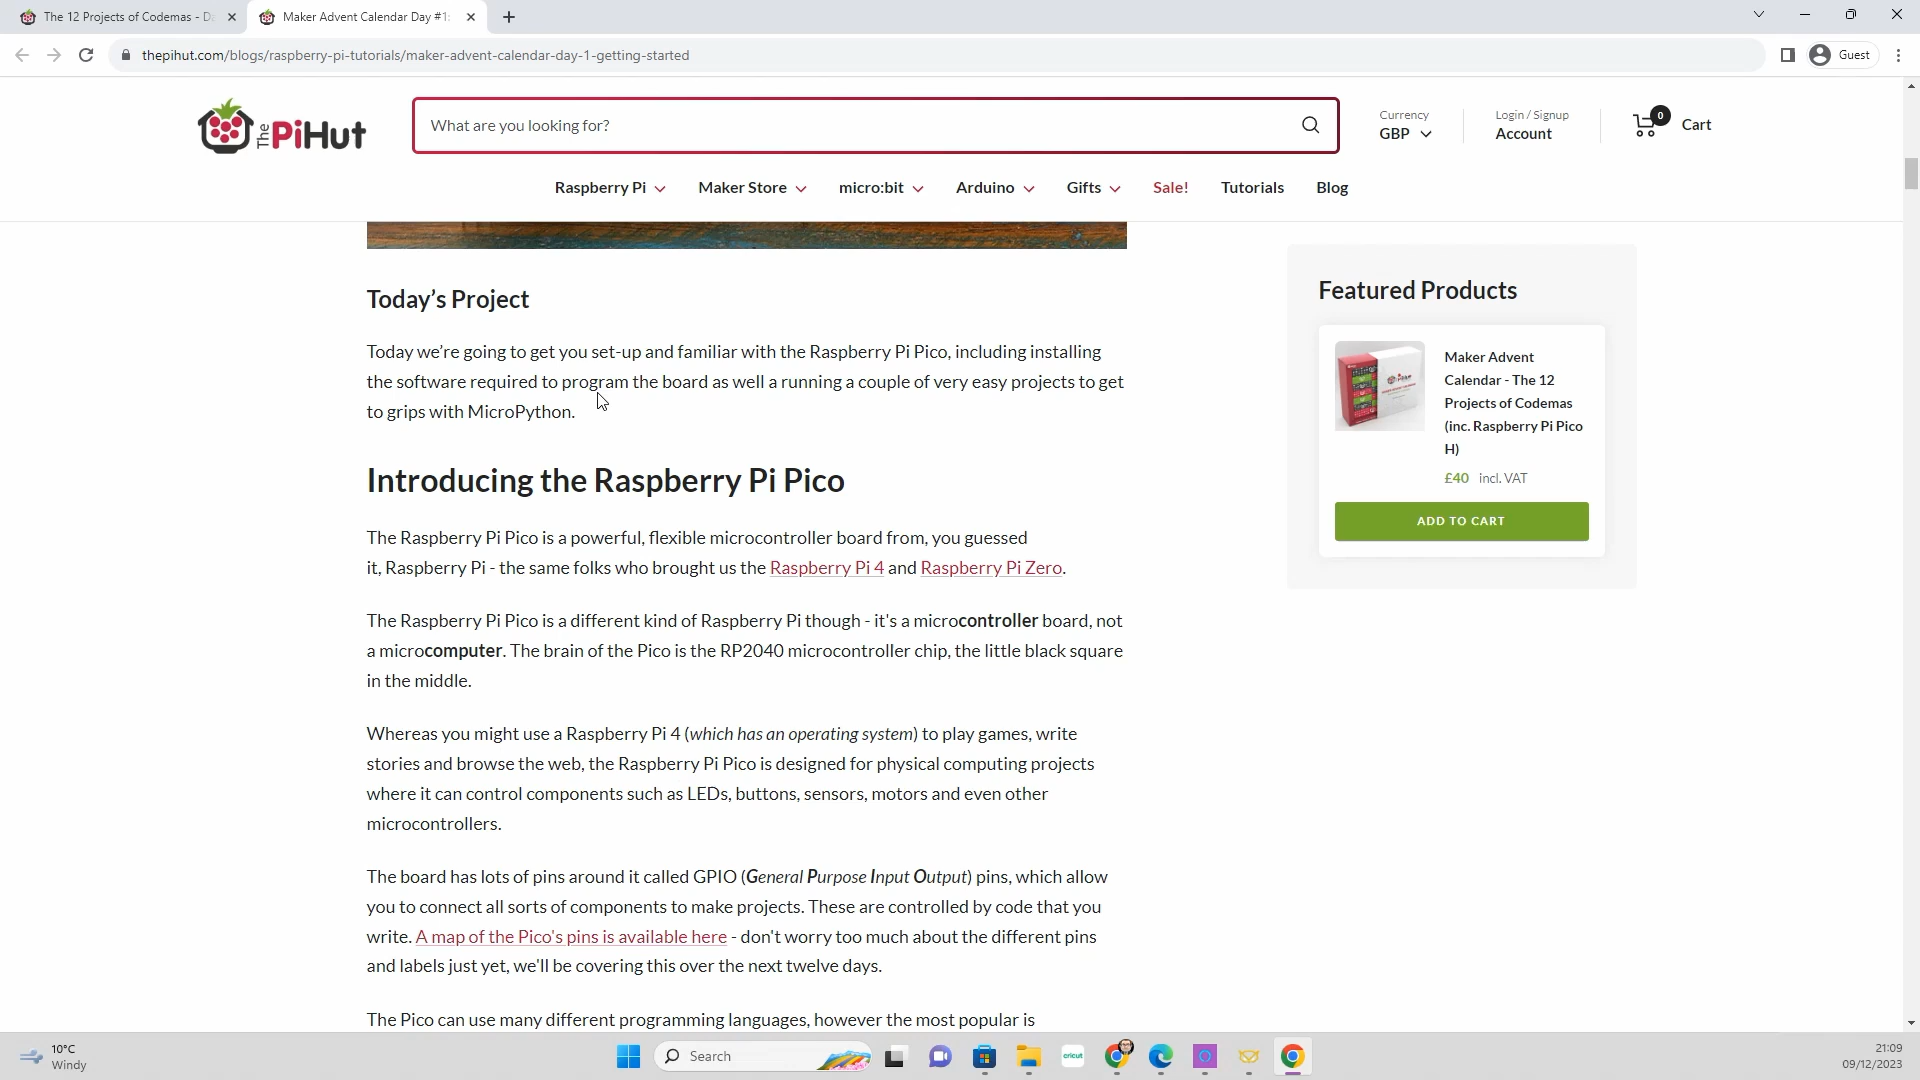 The 12 Projects of Codemas - D
Maker Advent Calendar Day #1:
thepihut.com/blogs/raspberry-pi-tutorials/maker-advent-calendar-day-1-getting-started
Guest
The PiHut
What are you looking for?
Currency
GBP
Login / Signup
Account
0
Cart
Raspberry Pi
Maker Store
micro:bit
Arduino
Gifts
Sale!
Tutorials
Blog
Today’s Project
Today we’re going to get you set-up and familiar with the Raspberry Pi Pico, including installing
the software required to program the board as well a running a couple of very easy projects to get
to grips with MicroPython.
Introducing the Raspberry Pi Pico
The Raspberry Pi Pico is a powerful, flexible microcontroller board from, you guessed
it, Raspberry Pi - the same folks who brought us the Raspberry Pi 4 and Raspberry Pi Zero.
The Raspberry Pi Pico is a different kind of Raspberry Pi though - it's a microcontroller board, not
a microcomputer. The brain of the Pico is the RP2040 microcontroller chip, the little black square
in the middle.
Whereas you might use a Raspberry Pi 4 (which has an operating system) to play games, write
stories and browse the web, the Raspberry Pi Pico is designed for physical computing projects
where it can control components such as LEDs, buttons, sensors, motors and even other
microcontrollers.
The board has lots of pins around it called GPIO (General Purpose Input Output) pins, which allow
you to connect all sorts of components to make projects. These are controlled by code that you
write. A map of the Pico's pins is available here - don't worry too much about the different pins
and labels just yet, we'll be covering this over the next twelve days.
The Pico can use many different programming languages, however the most popular is
Featured Products
Maker Advent
Calendar - The 12
Projects of Codemas
(inc. Raspberry Pi Pico
H)
£40 incl. VAT
ADD TO CART
10°C
Windy
Search
cricut
21:09
09/12/2023